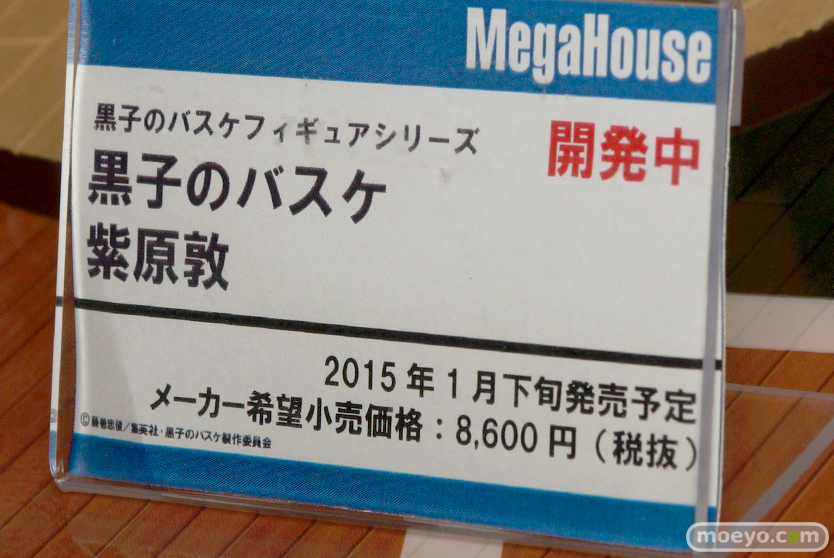 MegaHouse
黒子のバスケフィギュアシリーズ
開発中
黒子のバスケ
紫原敦
2015年1月下旬発売予定
メーカー希望小売価格：8,600円（税抜）
©藤巻忠俊／集英社・黒子のバスケ製作委員会
moeyo.com